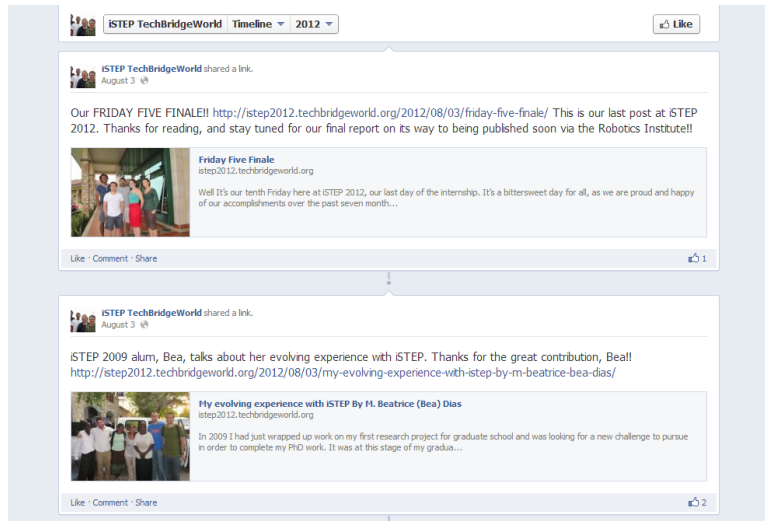 iSTEP TechBridgeWorld Timeline 2012 Like
iSTEP TechBridgeWorld shared a link.
August 3
Our FRIDAY FIVE FINALE!! http://istep2012.techbridgeworld.org/2012/08/03/friday-five-finale/ This is our last post at iSTEP
2012. Thanks for reading, and stay tuned for our final report on its way to being published soon via the Robotics Institute!!
Friday Five Finale
istep2012.techbridgeworld.org
Well It's our tenth Friday here at iSTEP 2012, our last day of the internship. It's a bittersweet day for all, as we are proud and happy
of our accomplishments over the past seven month...
Like · Comment · Share 1
iSTEP TechBridgeWorld shared a link.
August 3
iSTEP 2009 alum, Bea, talks about her evolving experience with iSTEP. Thanks for the great contribution, Bea!!
http://istep2012.techbridgeworld.org/2012/08/03/my-evolving-experience-with-istep-by-m-beatrice-bea-dias/
My evolving experience with iSTEP By M. Beatrice (Bea) Dias
istep2012.techbridgeworld.org
In 2009 I had just wrapped up work on my first research project for graduate school and was looking for a new challenge to pursue
in order to complete my PhD work. It was at this stage of my gradua...
Like · Comment · Share 2